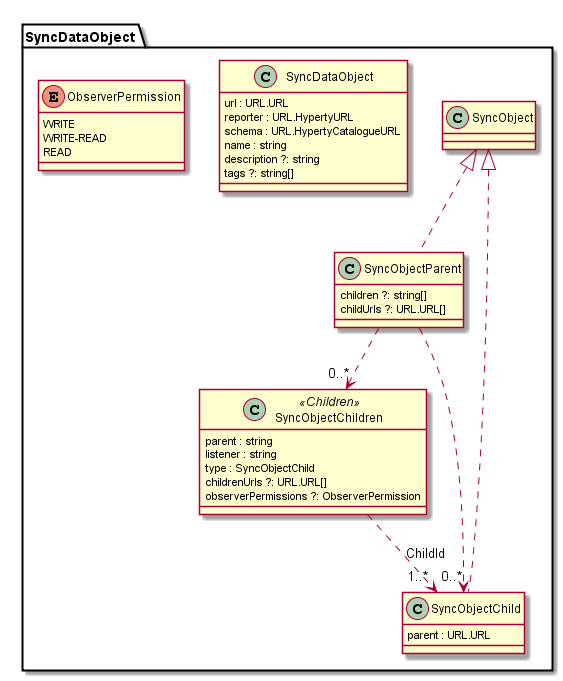 SyncDataObject
E ObserverPermission
WRITE
WRITE-READ
READ
C SyncDataObject
url : URL.URL
reporter : URL.HypertyURL
schema : URL.HypertyCatalogueURL
name : string
description ?: string
tags ?: string[]
C SyncObject
C SyncObjectParent
children ?: string[]
childUrls ?: URL.URL[]
0..*
C «Children»
SyncObjectChildren
parent : string
listener : string
type : SyncObjectChild
childrenUrls ?: URL.URL[]
observerPermissions ?: ObserverPermission
ChildId
1..* 0..*
C SyncObjectChild
parent : URL.URL